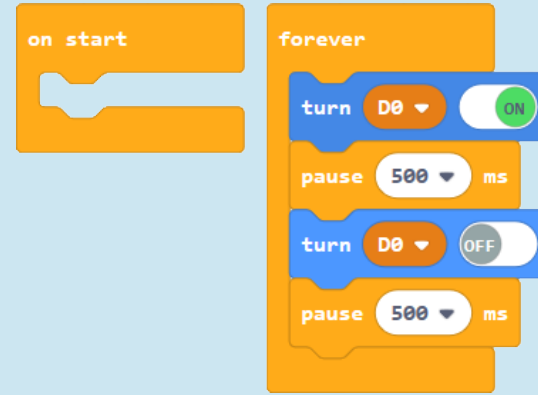 on start
forever
turn D0 ON
pause 500 ms
turn D0 OFF
pause 500 ms